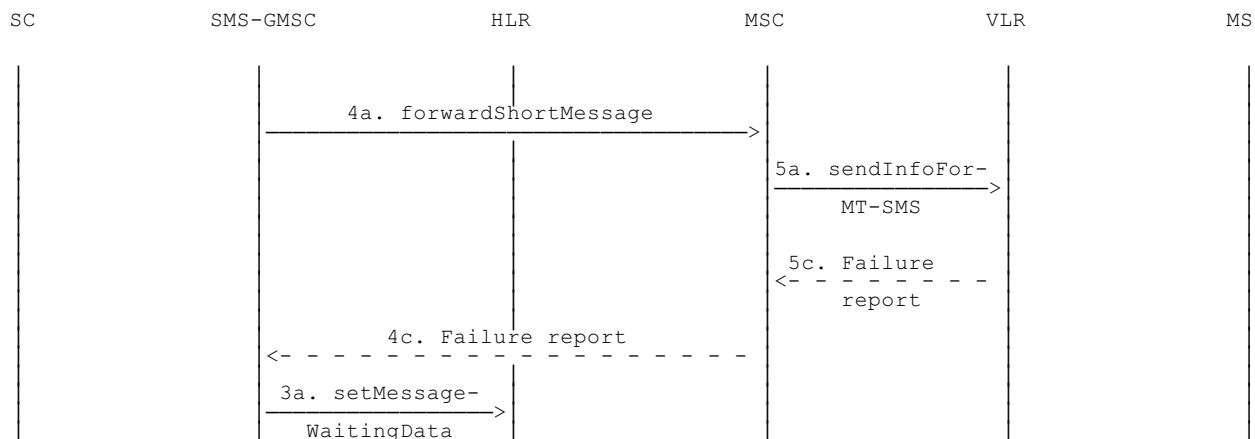 SC SMS-GMSC HLR MSC VLR MS
4a. forwardShortMessage
5a. sendInfoFor-
MT-SMS
5c. Failure
report
4c. Failure report
3a. setMessage-
WaitingData